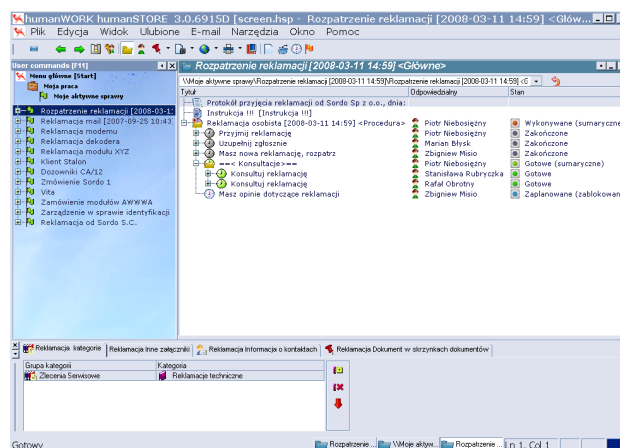 humanWORK humanSTORE 3.0.6915D [screen.hsp - Rozpatrzenie reklamacji [2008-03-11 14:59] <Głów...
Plik Edycja Widok Ulubione E-mail Narzędzia Okno Pomoc
User commands [F11]
Menu główne [Start]
Moja praca
Moje aktywne sprawy
Rozpatrzenie reklamacji [2008-03-1:
Reklamacja mail [2007-09-25 10:43]
Reklamacja modemu
Reklamacja dekodera
Reklamacja modułu XYZ
Klient Stalon
Dozowniki CA/12
Zmówienie Sordo 1
Vita
Zamówienie modułów AWWWA
Zarządzenie w sprawie identyfikacji
Reklamacja od Sordo S.C.
Rozpatrzenie reklamacji [2008-03-11 14:59] <Główne>
\\Moje aktywne sprawy\Rozpatrzenie reklamacji [2008-03-11 14:59]\Rozpatrzenie reklamacji [2008-03-11 14:59] <G
Tytuł Odpowiedzialny Stan
Protokół przyjęcia reklamacji od Sordo Sp z o.o., dnia:
Instrukcja !!! [Instrukcja !!!]
Reklamacja osobista [2008-03-11 14:59] <Procedura> Piotr Niebosiężny Wykonywane (sumaryczne
Przyjmij reklamację Piotr Niebosiężny Zakończone
Uzupełnij zgłosznie Marian Błysk Zakończone
Masz nowa reklamację, rozpatrz Zbigniew Misio Zakończone
==< Konsultacje>== Piotr Niebosiężny Gotowe (sumaryczne)
Konsultuj reklamację Stanisława Rubryczka Gotowe
Konsultuj reklamację Rafał Obrotny Gotowe
Masz opinie dotyczące reklamacji Zbigniew Misio Zaplanowane (zablokowan
Reklamacja kategorie Reklamacja Inne załączniki Reklamacja Informacja o kontaktach Reklamacja Dokument w skrzynkach dokumentów
Grupa kategorii Kategoria
Zlecenia Serwisowe Reklamacje techniczne
Gotowy Rozpatrzenie ... \\Moje aktyw... Rozpatrzenie ... Ln 1, Col 1